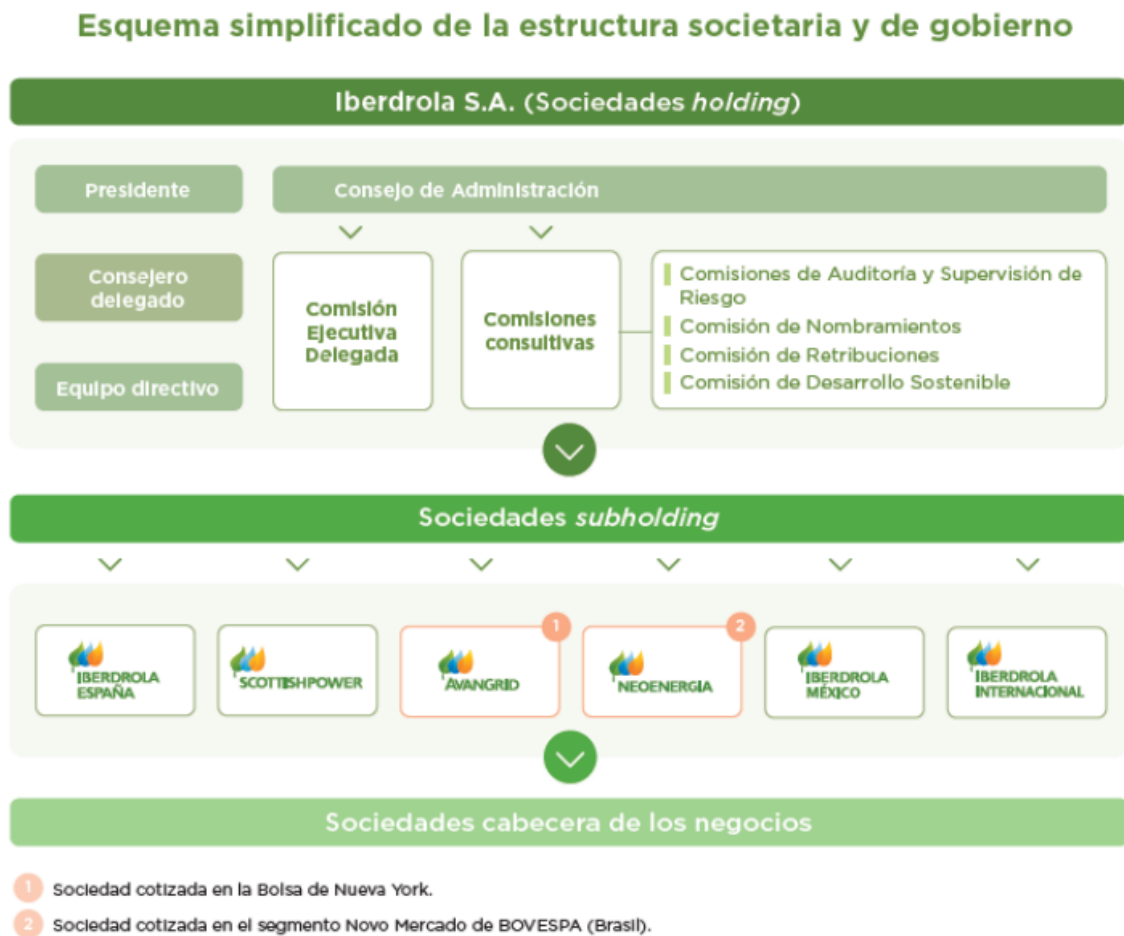 Esquema simplificado de la estructura societaria y de gobierno
Iberdrola S.A. (Sociedades holding)
Presidente
Consejo de Administración
Consejero
delegado
Equipo directivo
Comisión
Ejecutiva
Delegada
Comisiones
consultivas
Comisiones de Auditoría y Supervisión de
Riesgo
Comisión de Nombramientos
Comisión de Retribuciones
Comisión de Desarrollo Sostenible
Sociedades subholding
IBERDROLA
ESPAÑA
SCOTTISHPOWER
1
AVANGRID
2
NEOENERGIA
IBERDROLA
MÉXICO
IBERDROLA
INTERNACIONAL
Sociedades cabecera de los negocios
1 Sociedad cotizada en la Bolsa de Nueva York.
2 Sociedad cotizada en el segmento Novo Mercado de BOVESPA (Brasil).